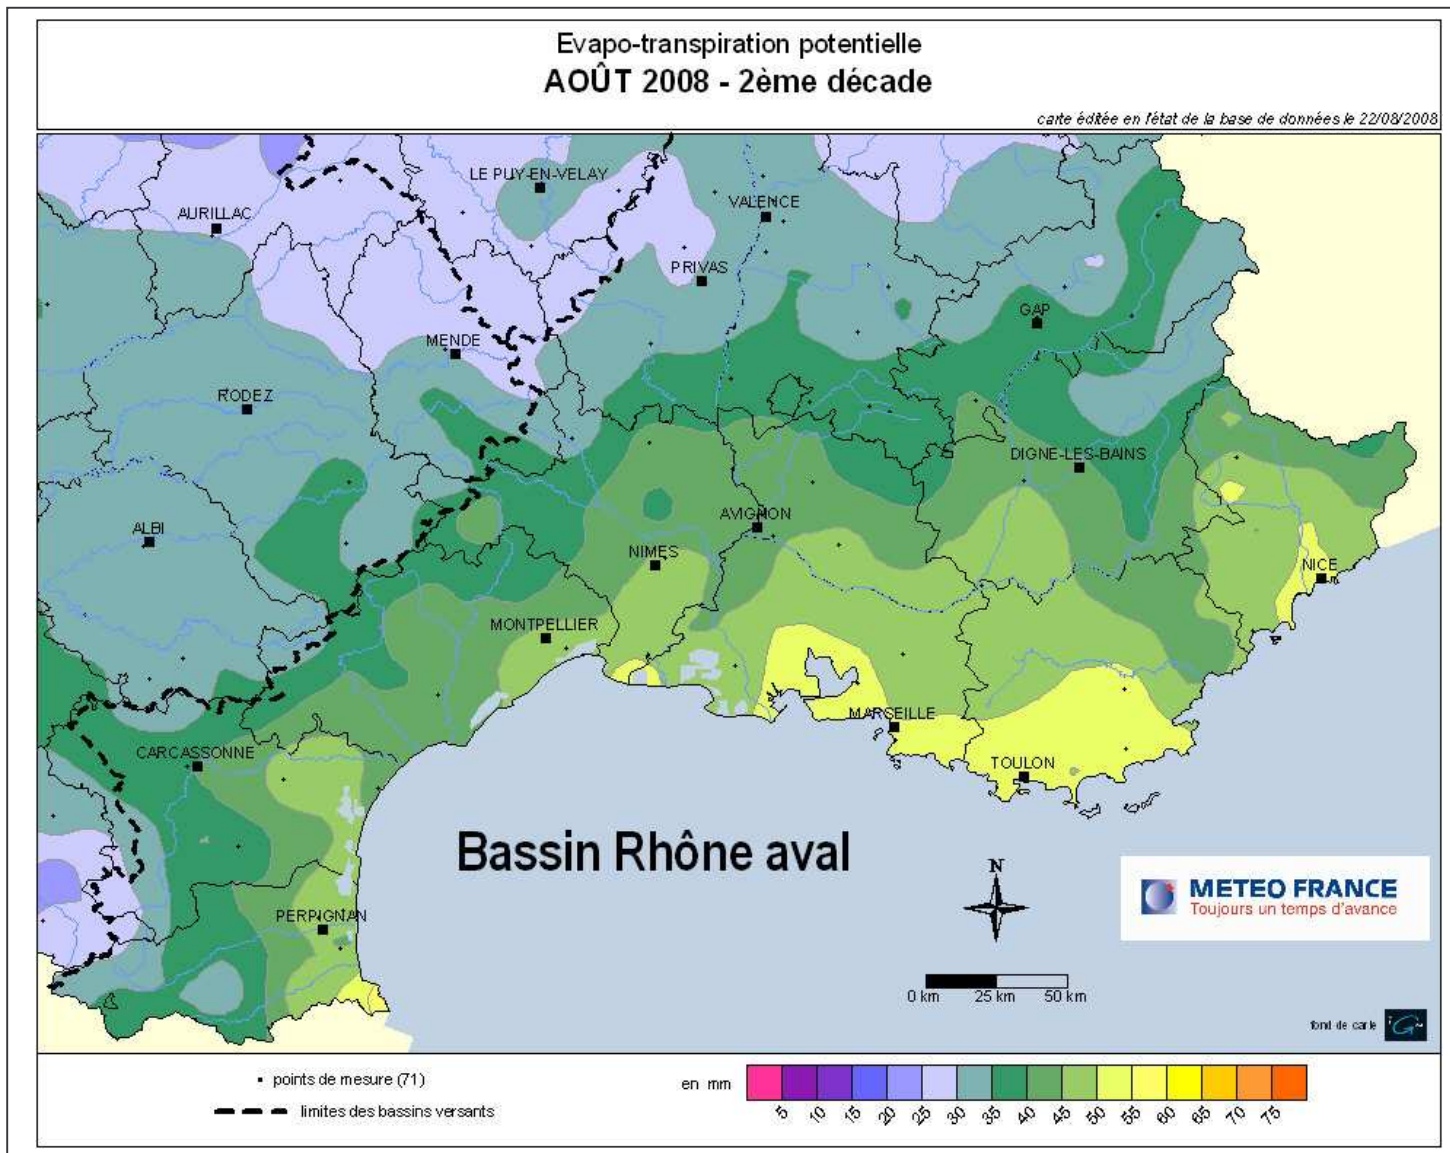 Evapo-transpiration potentielle
AOÛT 2008 - 2ème décade
carte éditée en l'état de la base de données le 22/08/2008
LE PUY-EN-VELAY
AURILLAC
VALENCE
PRIVAS
GAP
MENDE
RODEZ
DIGNE-LES-BAINS
ALBI
AVIGNON
NIMES
NICE
MONTPELLIER
MARSEILLE
CARCASSONNE
TOULON
Bassin Rhône aval
N
METEO FRANCE
Toujours un temps d'avance
PERPIGNAN
0 km 25 km 50 km
fond de carte
points de mesure (71)
en mm
limites des bassins versants
5 10 15 20 25 30 35 40 45 50 55 60 65 70 75